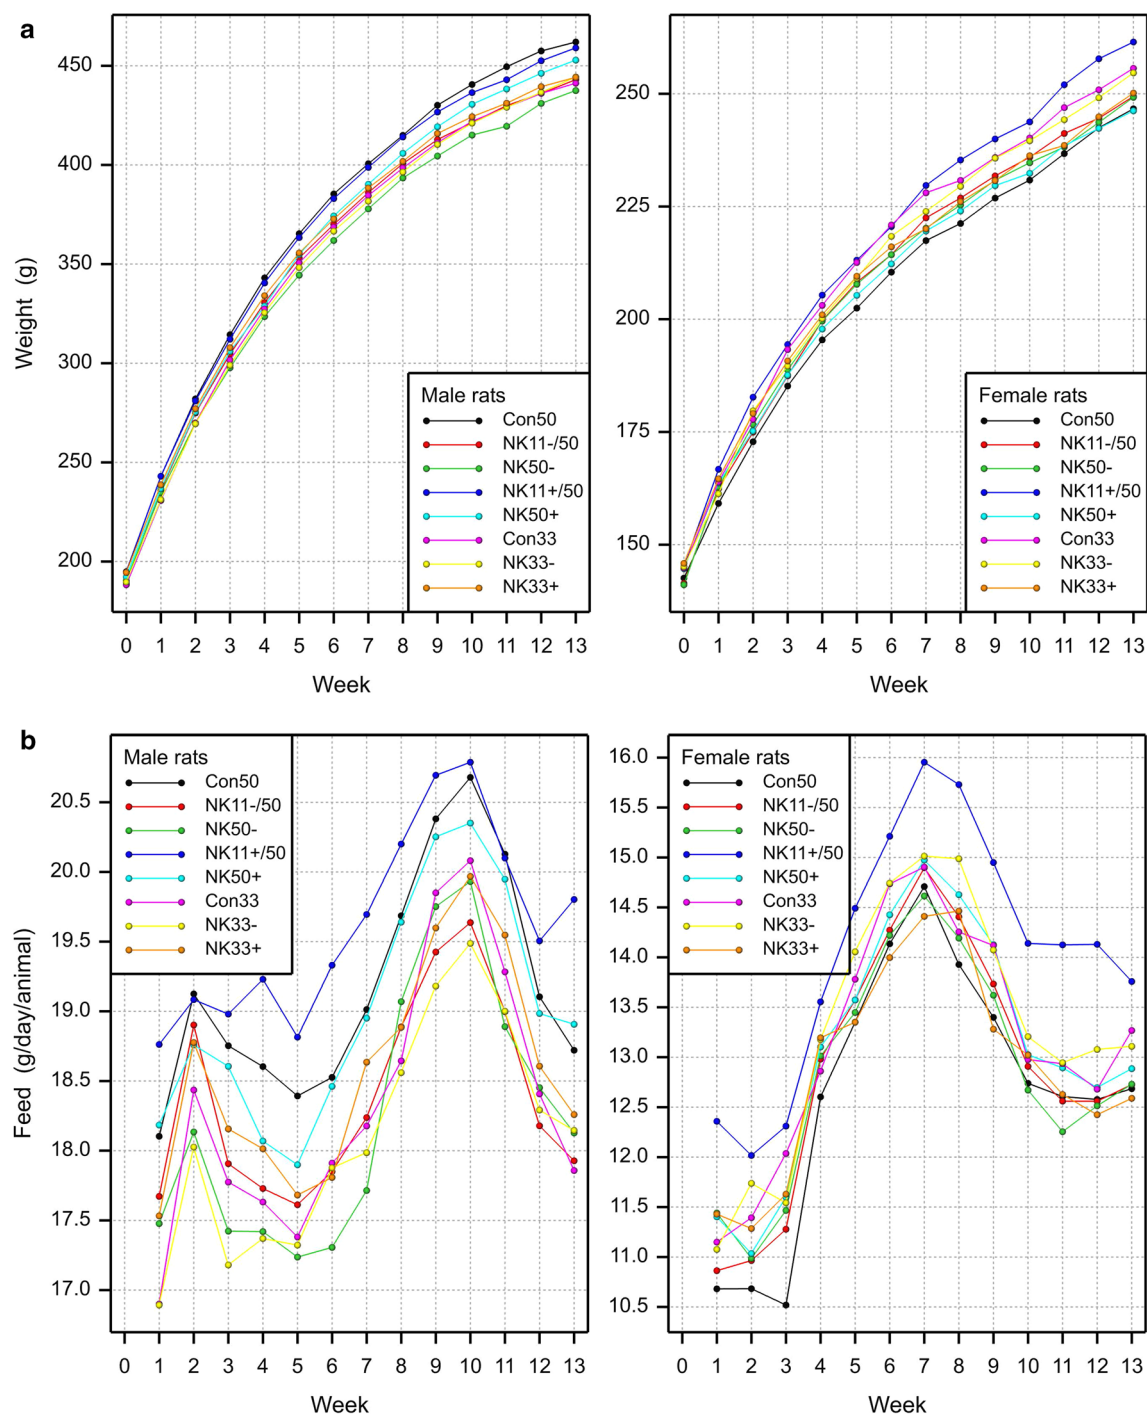 a
Weight (g)
450
400
350
300
250
200
Male rats
Con50
NK11-/50
NK50-
NK11+/50
NK50+
Con33
NK33-
NK33+
0 1 2 3 4 5 6 7 8 9 10 11 12 13
Week
250
225
200
175
150
Female rats
Con50
NK11-/50
NK50-
NK11+/50
NK50+
Con33
NK33-
NK33+
0 1 2 3 4 5 6 7 8 9 10 11 12 13
Week
b
Feed (g/day/animal)
Male rats
Con50
NK11-/50
NK50-
NK11+/50
NK50+
Con33
NK33-
NK33+
20.5
20.0
19.5
19.0
18.5
18.0
17.5
17.0
0 1 2 3 4 5 6 7 8 9 10 11 12 13
Week
Female rats
Con50
NK11-/50
NK50-
NK11+/50
NK50+
Con33
NK33-
NK33+
16.0
15.5
15.0
14.5
14.0
13.5
13.0
12.5
12.0
11.5
11.0
10.5
0 1 2 3 4 5 6 7 8 9 10 11 12 13
Week